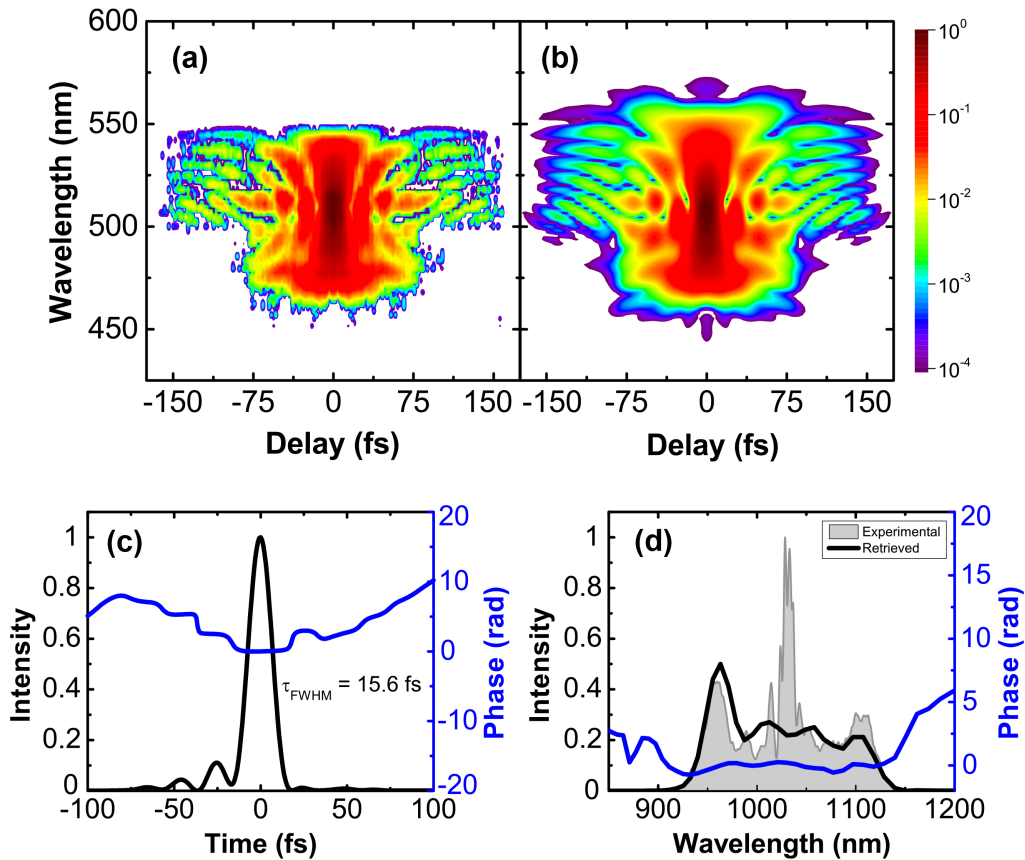 (a)
(b)
600
550
500
450
Wavelength (nm)
-150 -75 0 75 150
-150 -75 0 75 150
Delay (fs)
Delay (fs)
10^0
10^-1
10^-2
10^-3
10^-4
(c)
τ_FWHM = 15.6 fs
1
0.8
0.6
0.4
0.2
0
Intensity
20
10
0
-10
-20
Phase (rad)
-100 -50 0 50 100
Time (fs)
(d)
Experimental
Retrieved
1
0.8
0.6
0.4
0.2
0
Intensity
20
15
10
5
0
Phase (rad)
900 1000 1100 1200
Wavelength (nm)